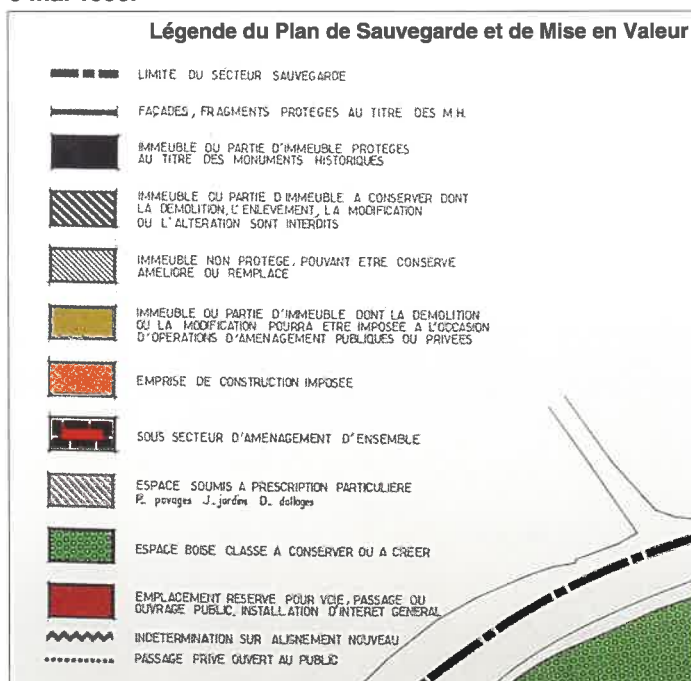 Légende du Plan de Sauvegarde et de Mise en Valeur
LIMITE DU SECTEUR SAUVEGARDE
FAÇADES, FRAGMENTS PROTEGES AU TITRE DES M.H.
IMMEUBLE OU PARTIE D'IMMEUBLE PROTEGES
AU TITRE DES MONUMENTS HISTORIQUES
IMMEUBLE OU PARTIE D'IMMEUBLE A CONSERVER DONT
LA DEMOLITION, L'ENLEVEMENT, LA MODIFICATION
OU L'ALTERATION SONT INTERDITS
IMMEUBLE NON PROTEGE, POUVANT ETRE CONSERVE
AMELIORE OU REMPLACE
IMMEUBLE OU PARTIE D'IMMEUBLE DONT LA DEMOLITION
OU LA MODIFICATION POURRA ETRE IMPOSEE A L'OCCASION
D'OPERATIONS D'AMENAGEMENT PUBLIQUES OU PRIVEES
EMPRISE DE CONSTRUCTION IMPOSEE
SOUS SECTEUR D'AMENAGEMENT D'ENSEMBLE
ESPACE SOUMIS A PRESCRIPTION PARTICULIERE
P_ pavages J_ jardin D_ dallages
ESPACE BOISE CLASSE A CONSERVER OU A CREER
EMPLACEMENT RESERVE POUR VOIE, PASSAGE OU
OUVRAGE PUBLIC, INSTALLATION D'INTERET GENERAL
INDETERMINATION SUR ALIGNEMENT NOUVEAU
PASSAGE PRIVE OUVERT AU PUBLIC